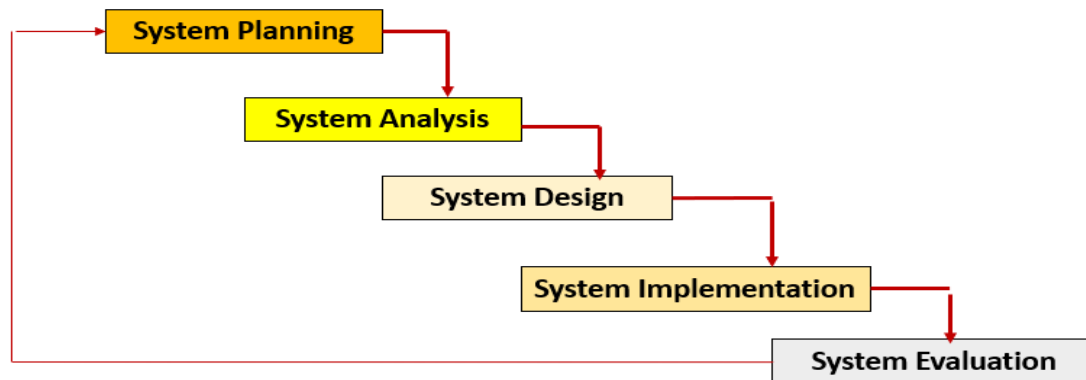 System Planning
System Analysis
System Design
System Implementation
System Evaluation